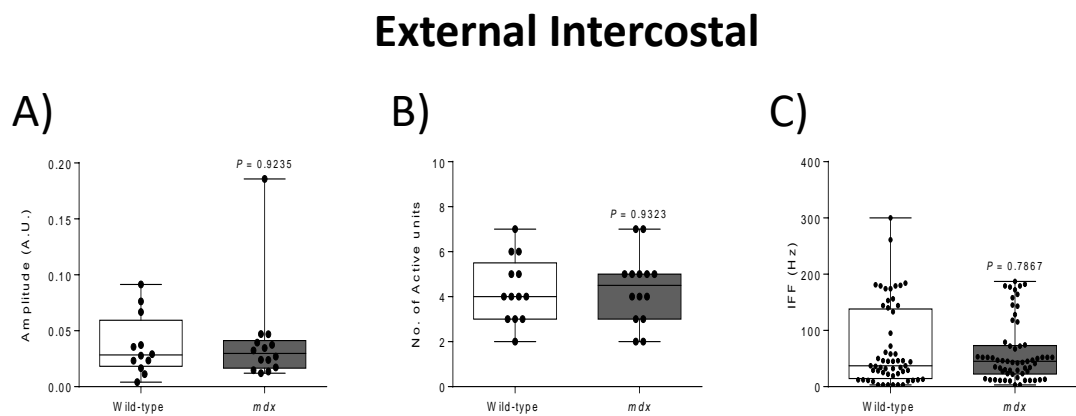 External Intercostal
A)
B)
C)
Amplitude (A.U.)
0.20
0.15
0.10
0.05
0.00
P = 0.9235
Wild-type
mdx
No. of Active units
10
8
6
4
2
0
P = 0.9323
Wild-type
mdx
IFF (Hz)
400
300
200
100
0
P = 0.7867
Wild-type
mdx